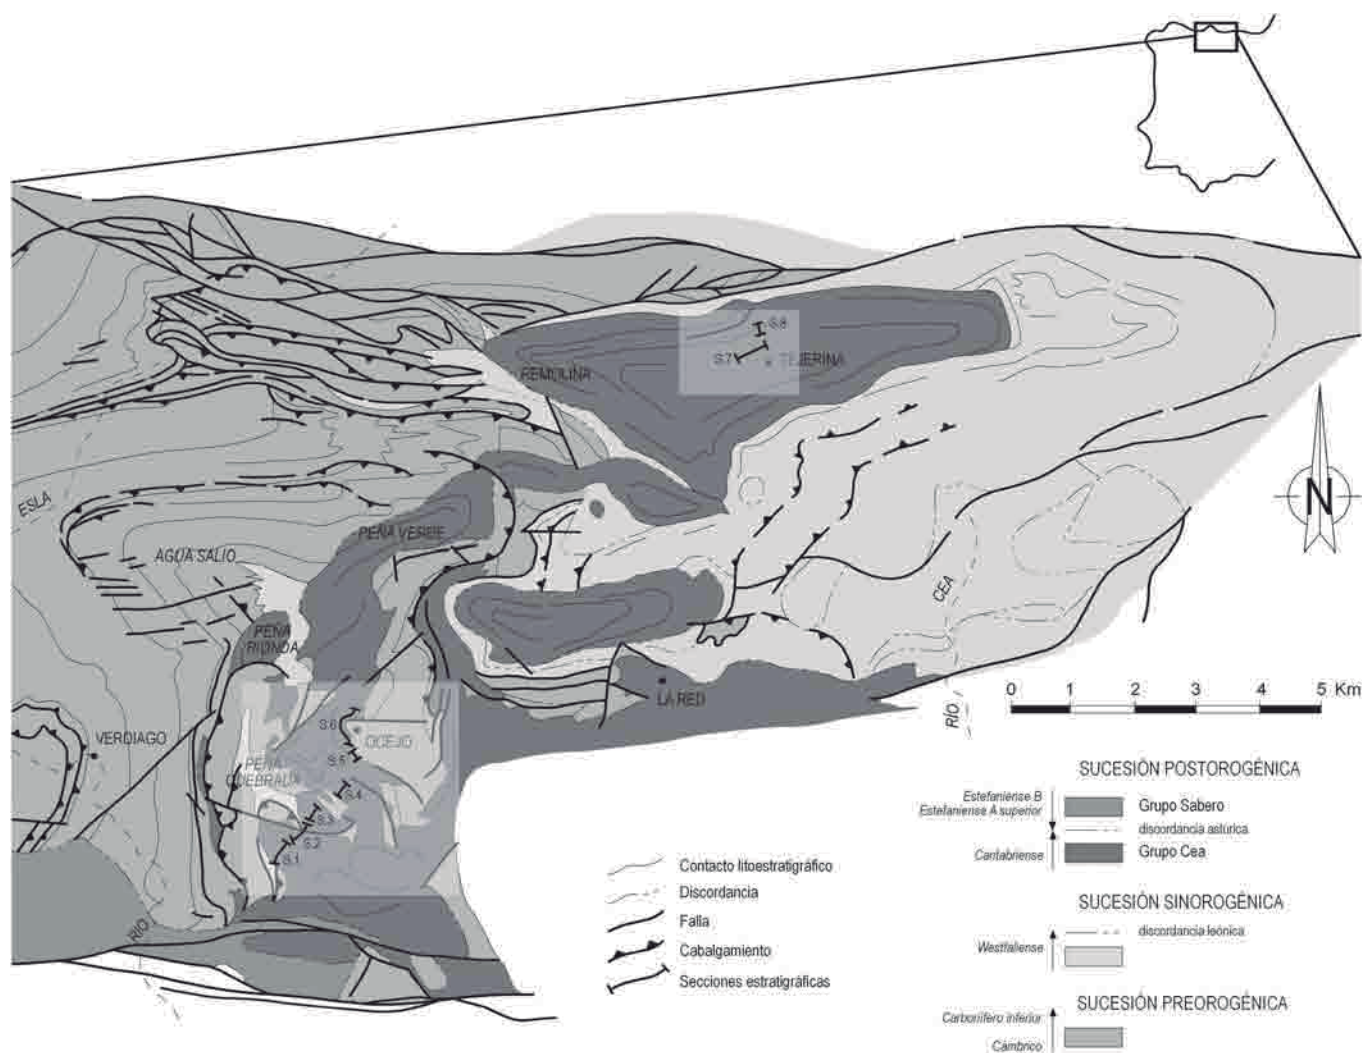 S.8
S.7
TEJERINA
REMOLINA
N
ESLA
PEÑA VERDE
AGUA SALIO
CEA
PEÑA
RIONDA
LA RED
0 1 2 3 4 5 Km
RÍO
S.6
OCEJO
VERDIAGO
S.5
PEÑA
QUEBRADA
S.4
S.3
S.2
S.1
RÍO
SUCESIÓN POSTOROGÉNICA
Estefaniense B
Estefaniense A superior
Grupo Sabero
discordancia astúrica
Cantabriense
Grupo Cea
SUCESIÓN SINOROGÉNICA
discordancia leónica
Westfaliense
SUCESIÓN PREOROGÉNICA
Carbonífero inferior
Cámbrico
Contacto litoestratigráfico
Discordancia
Falla
Cabalgamiento
Secciones estratigráficas